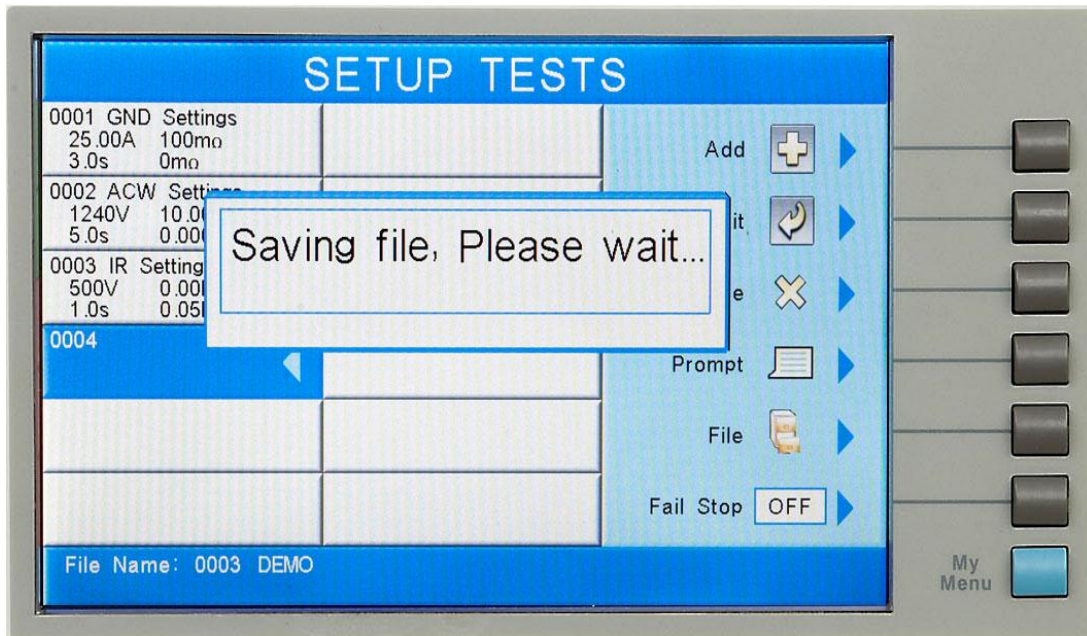 SETUP TESTS
0001 GND Settings
25.00A 100mΩ
3.0s 0mΩ
0002 ACW
1240V
5.0s
0003 IR
500V
1.0s
0004
Saving file, Please wait...
Add
Prompt
File
Fail Stop OFF
File Name: 0003 DEMO
My
Menu